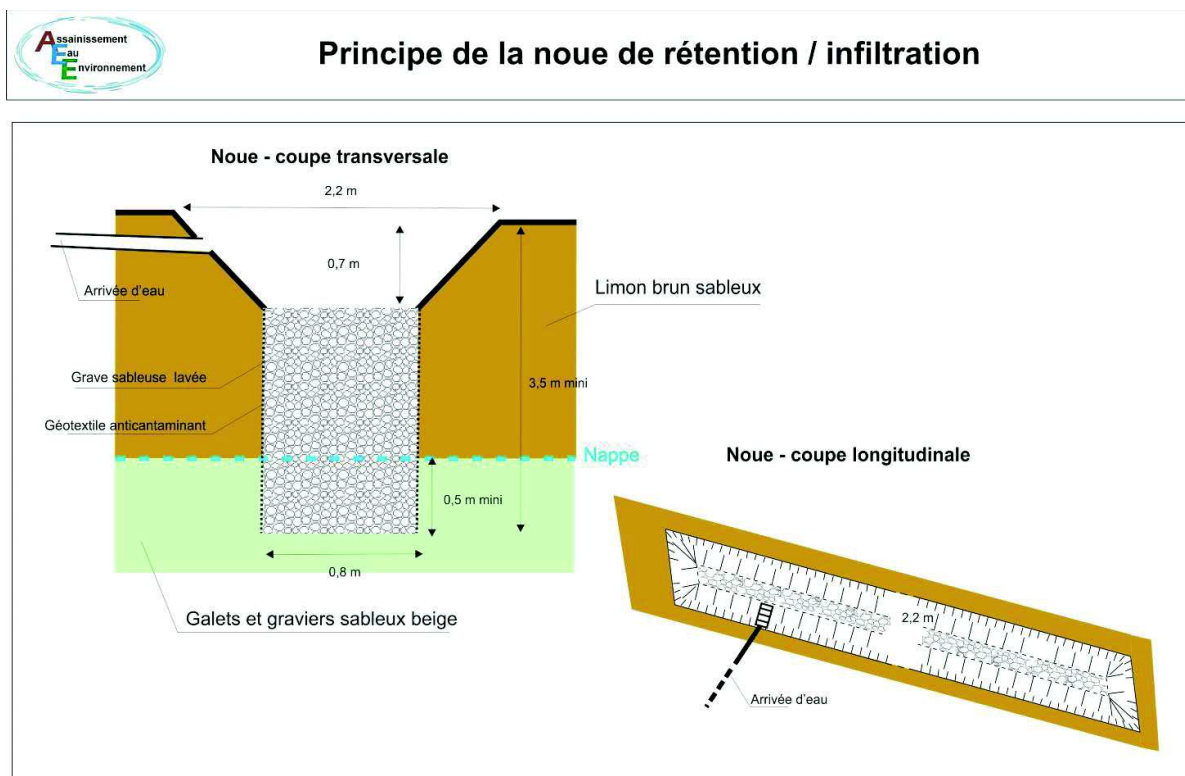 Assainissement
Eau
Environnement
Principe de la noue de rétention / infiltration
Noue - coupe transversale
2,2 m
0,7 m
Arrivée d'eau
Limon brun sableux
Grave sableuse lavée
3,5 m mini
Géotextile anticantaminant
Nappe
Noue - coupe longitudinale
0,5 m mini
0,8 m
Galets et graviers sableux beige
2,2 m
Arrivée d'eau